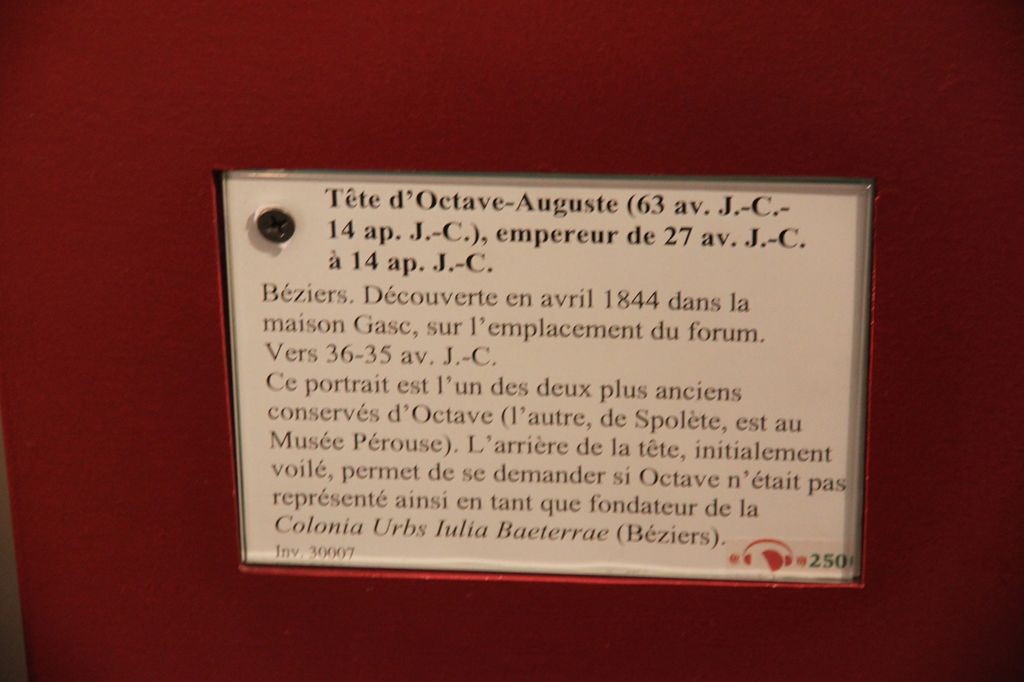 Tête d'Octave-Auguste (63 av. J.-C.-
14 ap. J.-C.), empereur de 27 av. J.-C.
à 14 ap. J.-C.
Béziers. Découverte en avril 1844 dans la
maison Gasc, sur l'emplacement du forum.
Vers 36-35 av. J.-C.
Ce portrait est l'un des deux plus anciens
conservés d'Octave (l'autre, de Spolète, est au
Musée Pérouse). L'arrière de la tête, initialement
voilé, permet de se demander si Octave n'était pas
représenté ainsi en tant que fondateur de la
Colonia Urbs Iulia Baeterrae (Béziers).
Inv. 30007
250